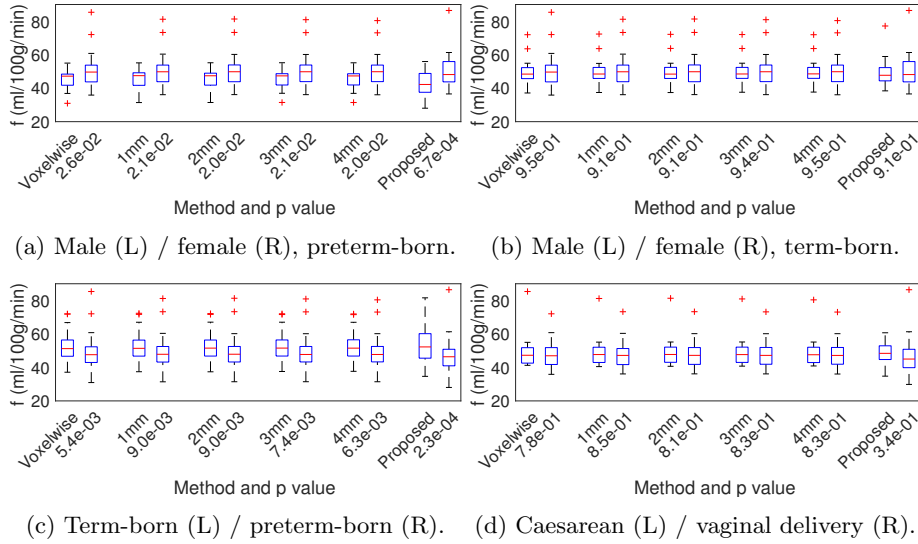 f (ml/100g/min)
80
60
40
20
Voxelwise 2.6e-02
1mm 2.1e-02
2mm 2.0e-02
3mm 2.1e-02
4mm 2.0e-02
Proposed 6.7e-04
Method and p value
(a) Male (L) / female (R), preterm-born.
f (ml/100g/min)
80
60
40
20
Voxelwise 9.5e-01
1mm 9.1e-01
2mm 9.1e-01
3mm 9.4e-01
4mm 9.5e-01
Proposed 9.1e-01
Method and p value
(b) Male (L) / female (R), term-born.
f (ml/100g/min)
80
60
40
20
Voxelwise 5.4e-03
1mm 9.0e-03
2mm 9.0e-03
3mm 7.4e-03
4mm 6.3e-03
Proposed 2.3e-04
Method and p value
(c) Term-born (L) / preterm-born (R).
f (ml/100g/min)
80
60
40
20
Voxelwise 7.8e-01
1mm 8.5e-01
2mm 8.1e-01
3mm 8.3e-01
4mm 8.3e-01
Proposed 3.4e-01
Method and p value
(d) Caesarean (L) / vaginal delivery (R).